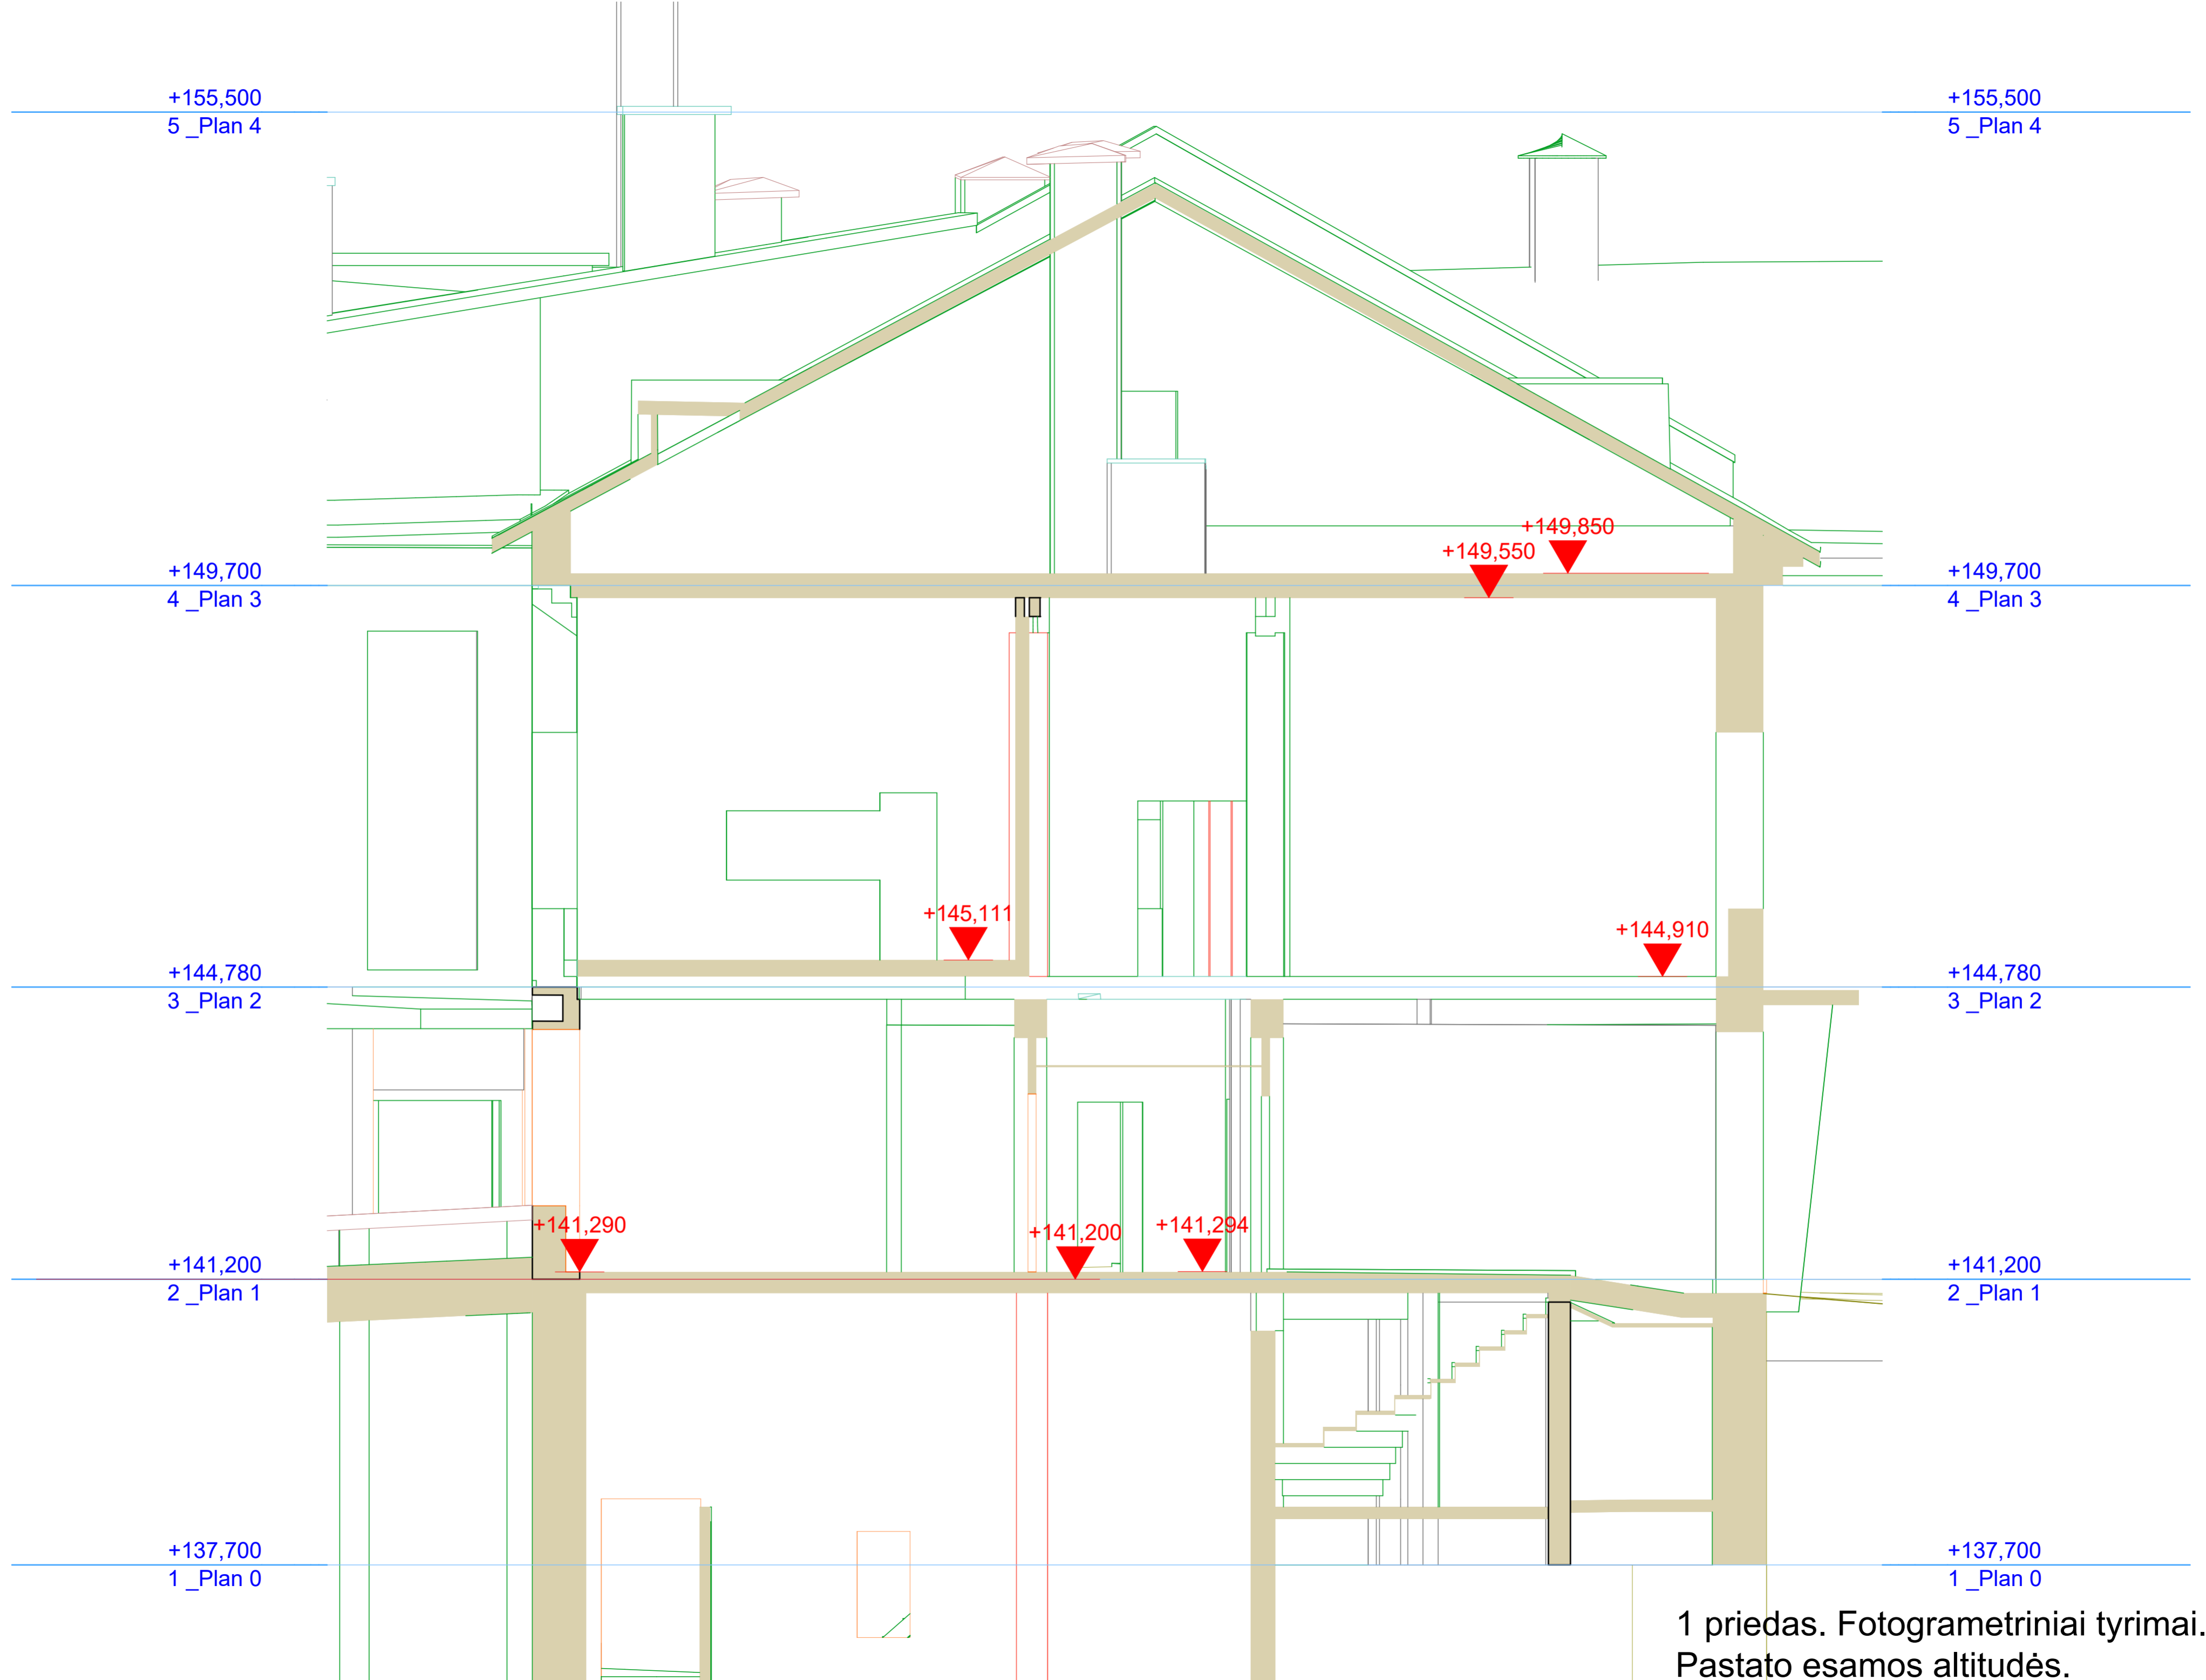 +155,500
5 _Plan 4
+155,500
5 _Plan 4
+149,850
+149,550
+149,700
4 _Plan 3
+149,700
4 _Plan 3
+145,111
+144,910
+144,780
3 _Plan 2
+144,780
3 _Plan 2
+141,290
+141,200
+141,294
+141,200
2 _Plan 1
+141,200
2 _Plan 1
+137,700
1 _Plan 0
+137,700
1 _Plan 0
1 priedas. Fotogrametriniai tyrimai.
Pastato esamos altitudės.